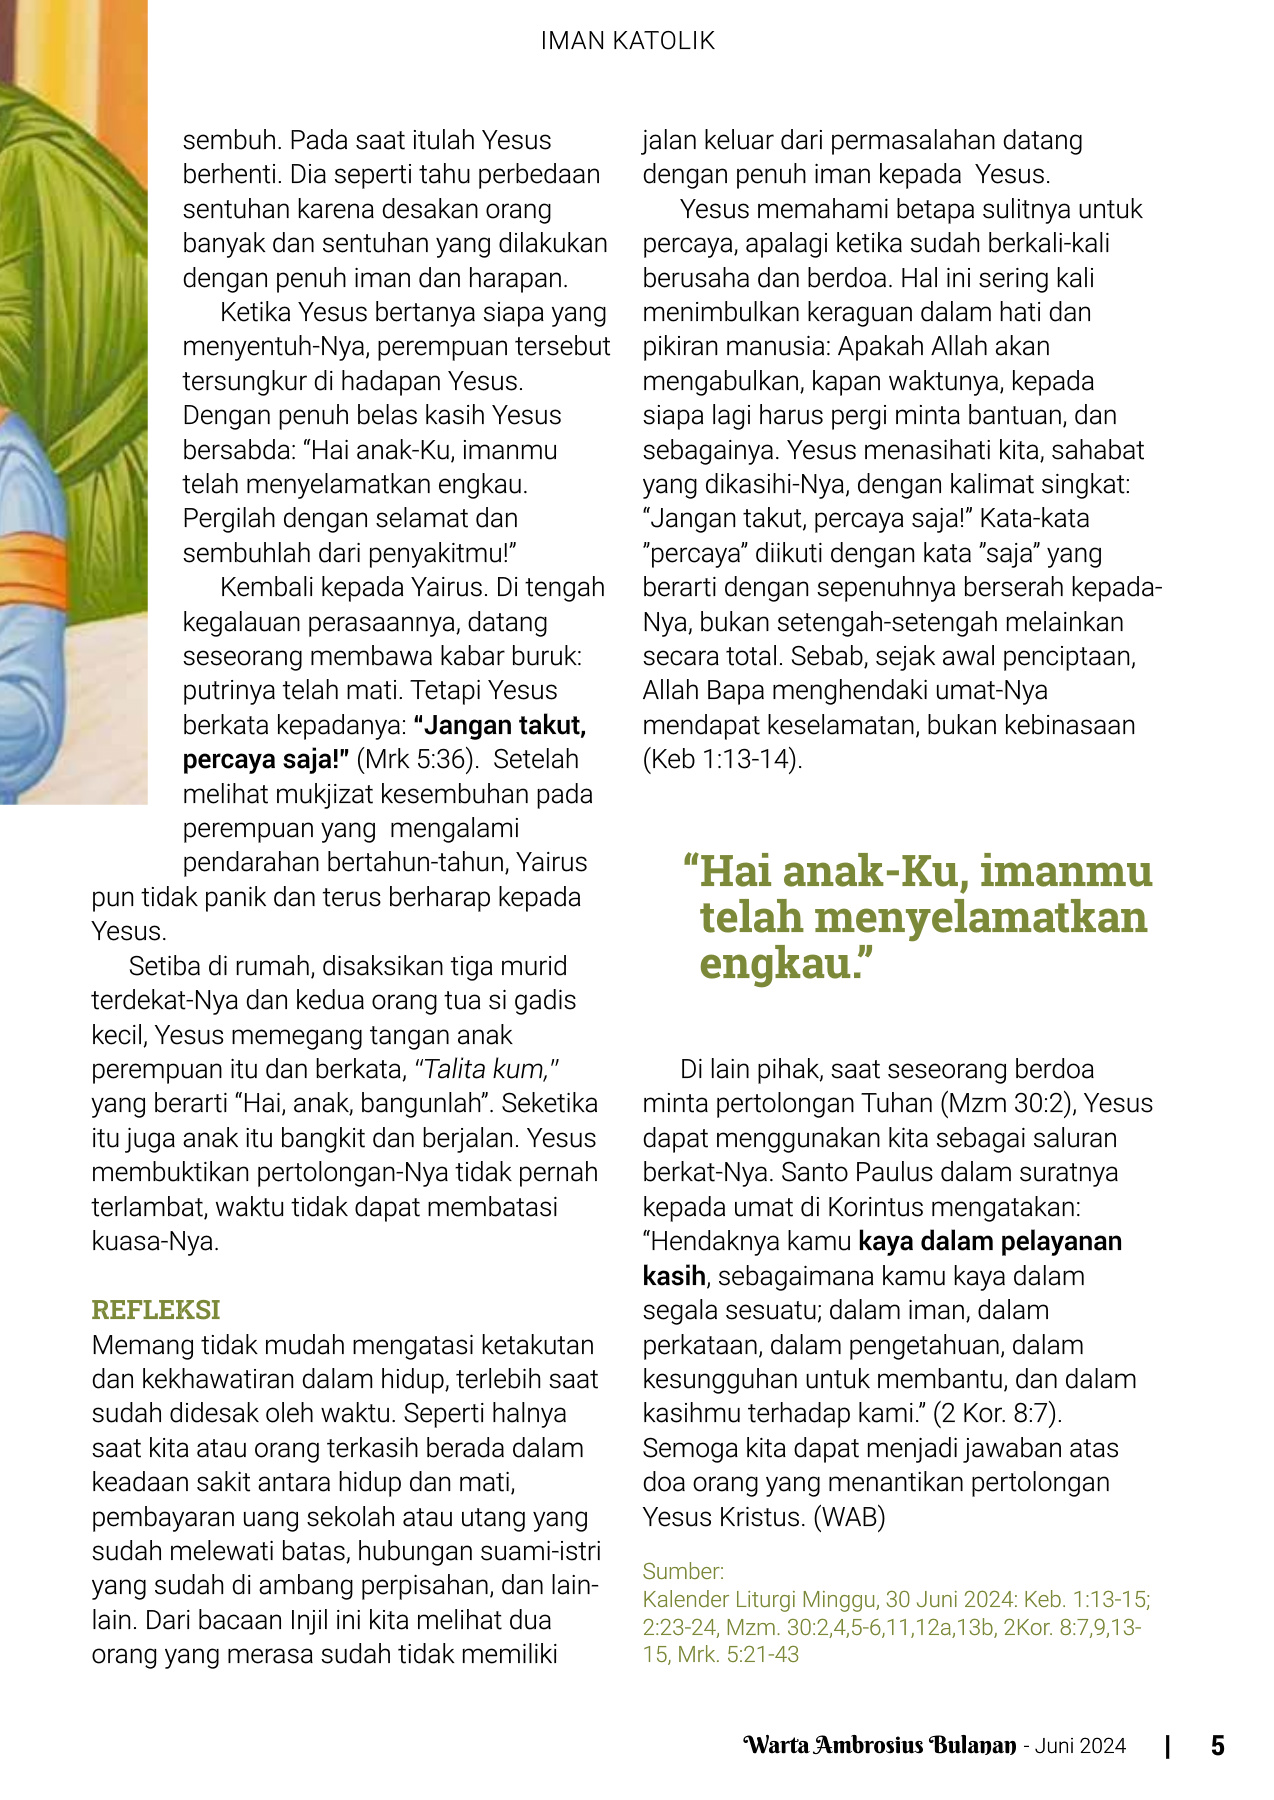 IMAN KATOLIK
sembuh. Pada saat itulah Yesus
berhenti. Dia seperti tahu perbedaan
sentuhan karena desakan orang
banyak dan sentuhan yang dilakukan
dengan penuh iman dan harapan.
Ketika Yesus bertanya siapa yang
menyentuh-Nya, perempuan tersebut
tersungkur di hadapan Yesus.
Dengan penuh belas kasih Yesus
bersabda: “Hai anak-Ku, imanmu
telah menyelamatkan engkau.
Pergilah dengan selamat dan
sembuhlah dari penyakitmu!”
Kembali kepada Yairus. Di tengah
kegalauan perasaannya, datang
seseorang membawa kabar buruk:
putrinya telah mati. Tetapi Yesus
berkata kepadanya: “Jangan takut,
percaya saja!" (Mrk 5:36).  Setelah
melihat mukjizat kesembuhan pada
perempuan yang  mengalami
pendarahan bertahun-tahun, Yairus
pun tidak panik dan terus berharap kepada
Yesus.
Setiba di rumah, disaksikan tiga murid
terdekat-Nya dan kedua orang tua si gadis
kecil, Yesus memegang tangan anak
perempuan itu dan berkata, “Talita kum,”
yang berarti “Hai, anak, bangunlah”. Seketika
itu juga anak itu bangkit dan berjalan. Yesus
membuktikan pertolongan-Nya tidak pernah
terlambat, waktu tidak dapat membatasi
kuasa-Nya.
REFLEKSI
Memang tidak mudah mengatasi ketakutan
dan kekhawatiran dalam hidup, terlebih saat
sudah didesak oleh waktu. Seperti halnya
saat kita atau orang terkasih berada dalam
keadaan sakit antara hidup dan mati,
pembayaran uang sekolah atau utang yang
sudah melewati batas, hubungan suami-istri
yang sudah di ambang perpisahan, dan lain-
lain. Dari bacaan Injil ini kita melihat dua
orang yang merasa sudah tidak memiliki
jalan keluar dari permasalahan datang
dengan penuh iman kepada  Yesus.
Yesus memahami betapa sulitnya untuk
percaya, apalagi ketika sudah berkali-kali
berusaha dan berdoa. Hal ini sering kali
menimbulkan keraguan dalam hati dan
pikiran manusia: Apakah Allah akan
mengabulkan, kapan waktunya, kepada
siapa lagi harus pergi minta bantuan, dan
sebagainya. Yesus menasihati kita, sahabat
yang dikasihi-Nya, dengan kalimat singkat:
“Jangan takut, percaya saja!” Kata-kata
”percaya” diikuti dengan kata ”saja” yang
berarti dengan sepenuhnya berserah kepada-
Nya, bukan setengah-setengah melainkan
secara total. Sebab, sejak awal penciptaan,
Allah Bapa menghendaki umat-Nya
mendapat keselamatan, bukan kebinasaan
(Keb 1:13-14).
“Hai anak-Ku, imanmu
telah menyelamatkan
engkau.”
Di lain pihak, saat seseorang berdoa
minta pertolongan Tuhan (Mzm 30:2), Yesus
dapat menggunakan kita sebagai saluran
berkat-Nya. Santo Paulus dalam suratnya
kepada umat di Korintus mengatakan:
“Hendaknya kamu kaya dalam pelayanan
kasih, sebagaimana kamu kaya dalam
segala sesuatu; dalam iman, dalam
perkataan, dalam pengetahuan, dalam
kesungguhan untuk membantu, dan dalam
kasihmu terhadap kami.” (2 Kor. 8:7).
Semoga kita dapat menjadi jawaban atas
doa orang yang menantikan pertolongan
Yesus Kristus. (WAB)
Sumber:
Kalender Liturgi Minggu, 30 Juni 2024: Keb. 1:13-15;
2:23-24, Mzm. 30:2,4,5-6,11,12a,13b, 2Kor. 8:7,9,13-
15, Mrk. 5:21-43
Warta Ambrosius Bulanan - Juni 2024 | 5